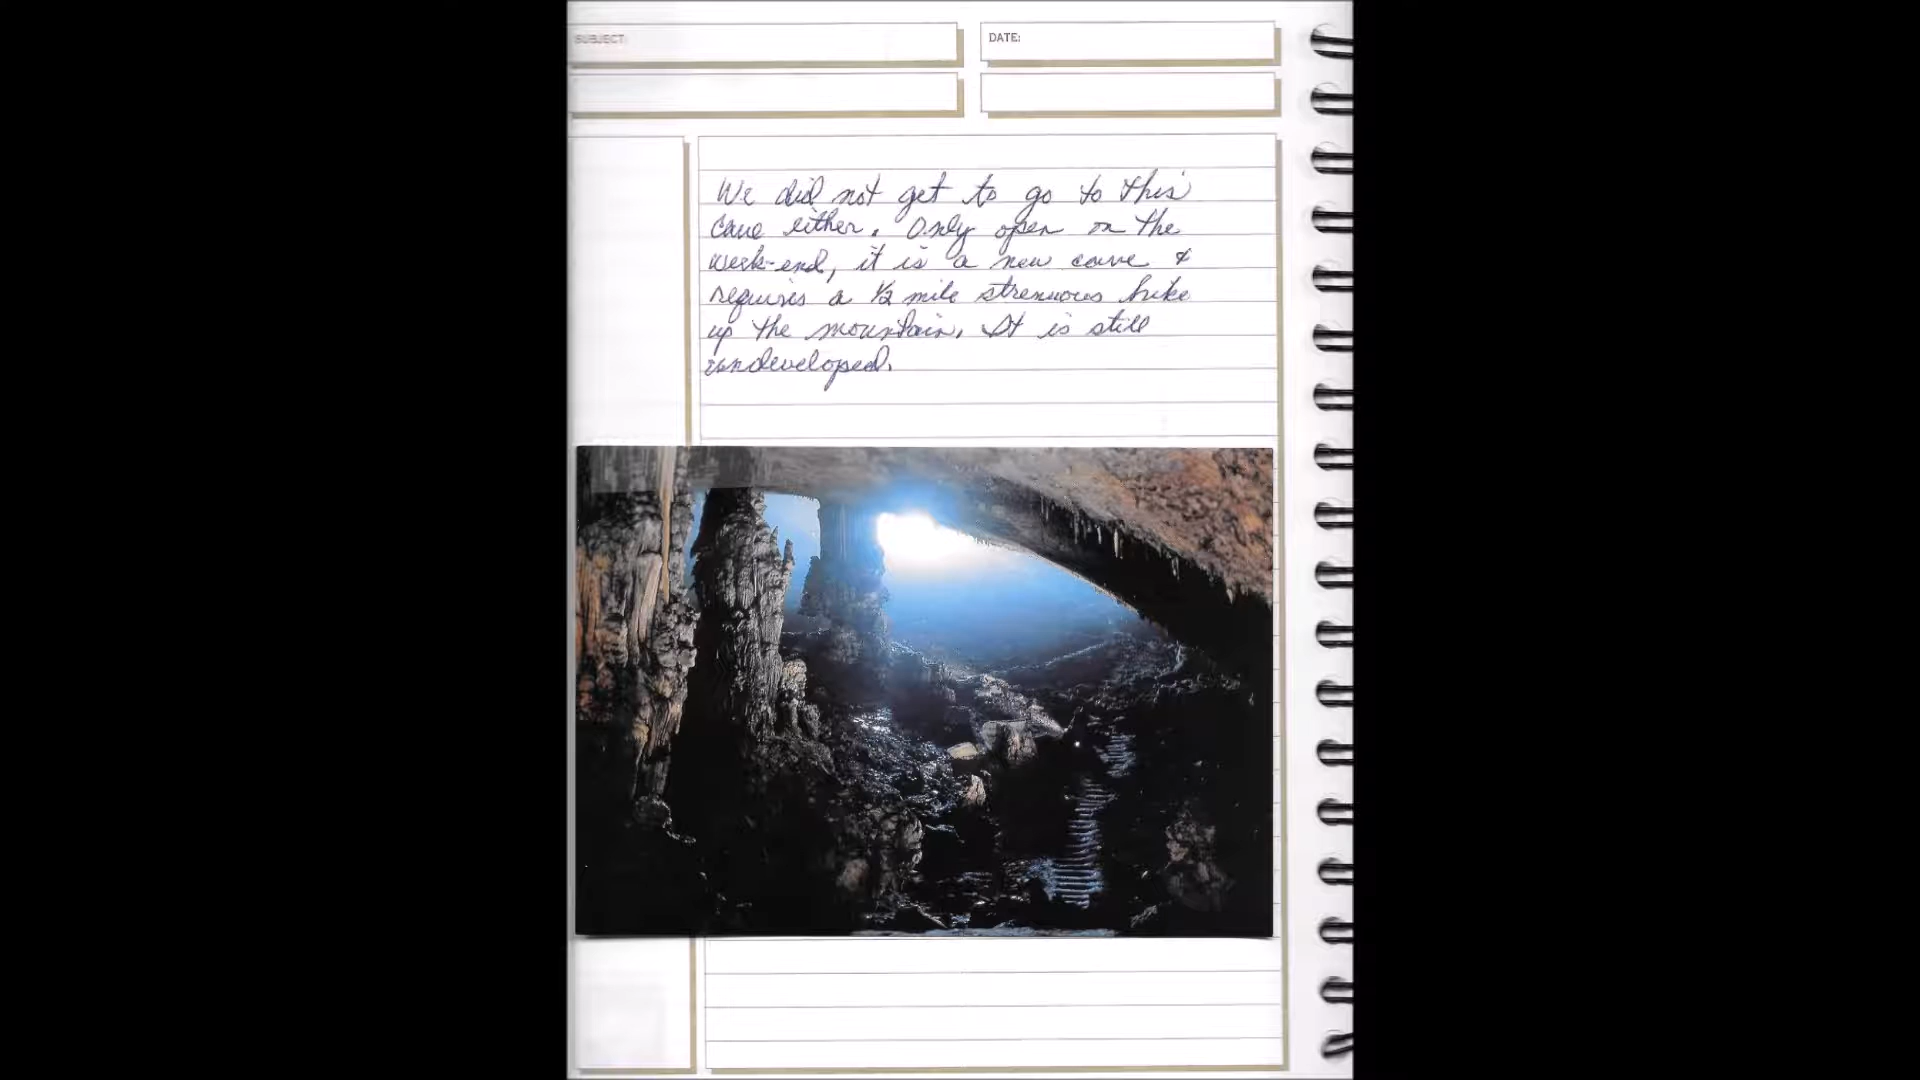 SUBJECT:
DATE:
We did not get to go to this
cave either. Only open on the
week-end, it is a new cave &
requires a 1/2 mile strenuous hike
up the mountain. It is still
undeveloped.